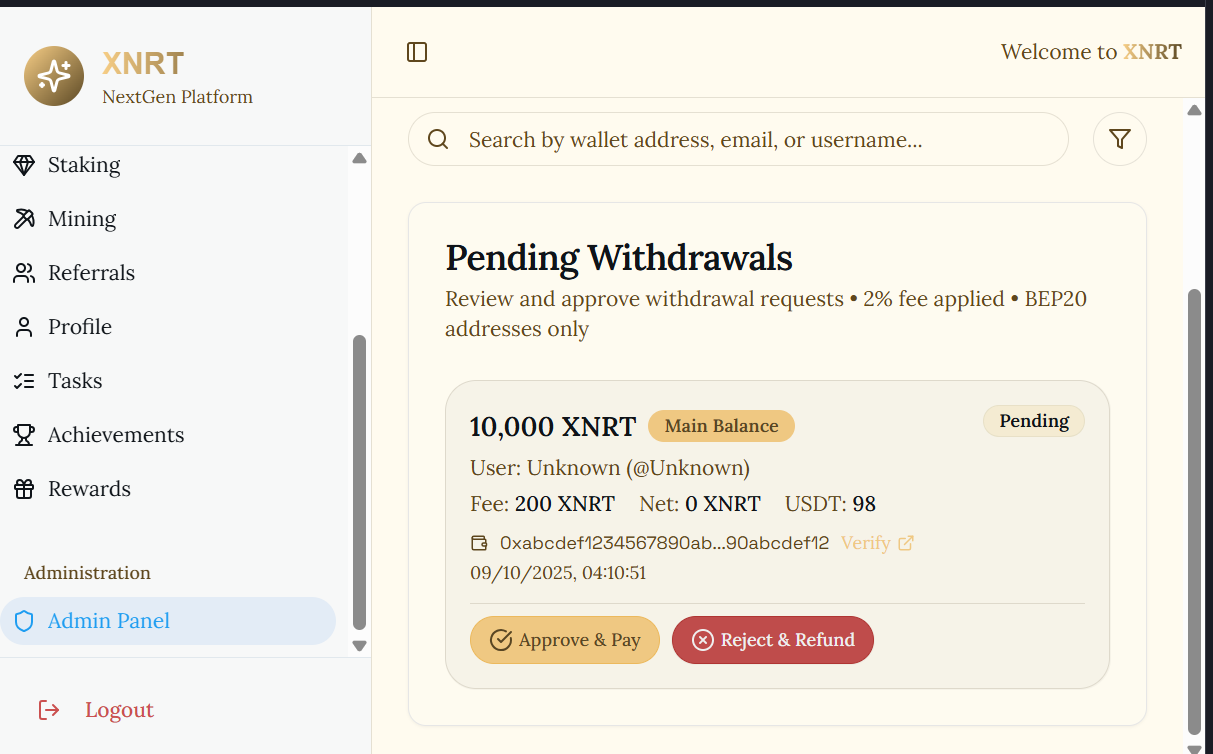 XNRT
NextGen Platform
Staking
Mining
Referrals
Profile
Tasks
Achievements
Rewards
Administration
Admin Panel
Logout
Welcome to XNRT
Search by wallet address, email, or username...
Pending Withdrawals
Review and approve withdrawal requests • 2% fee applied • BEP20
addresses only
10,000 XNRT Main Balance Pending
User: Unknown (@Unknown)
Fee: 200 XNRT Net: 0 XNRT USDT: 98
0xabcdef1234567890ab...90abcdef12 Verify
09/10/2025, 04:10:51
Approve & Pay Reject & Refund